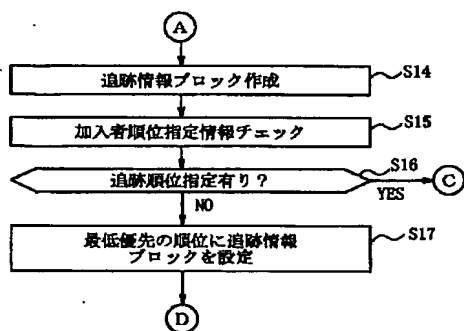 A
追跡情報ブロック作成
S14
加入者順位指定情報チェック
S15
追跡順位指定有り?
S16
YES
C
NO
最低優先の順位に追跡情報
ブロックを設定
S17
D